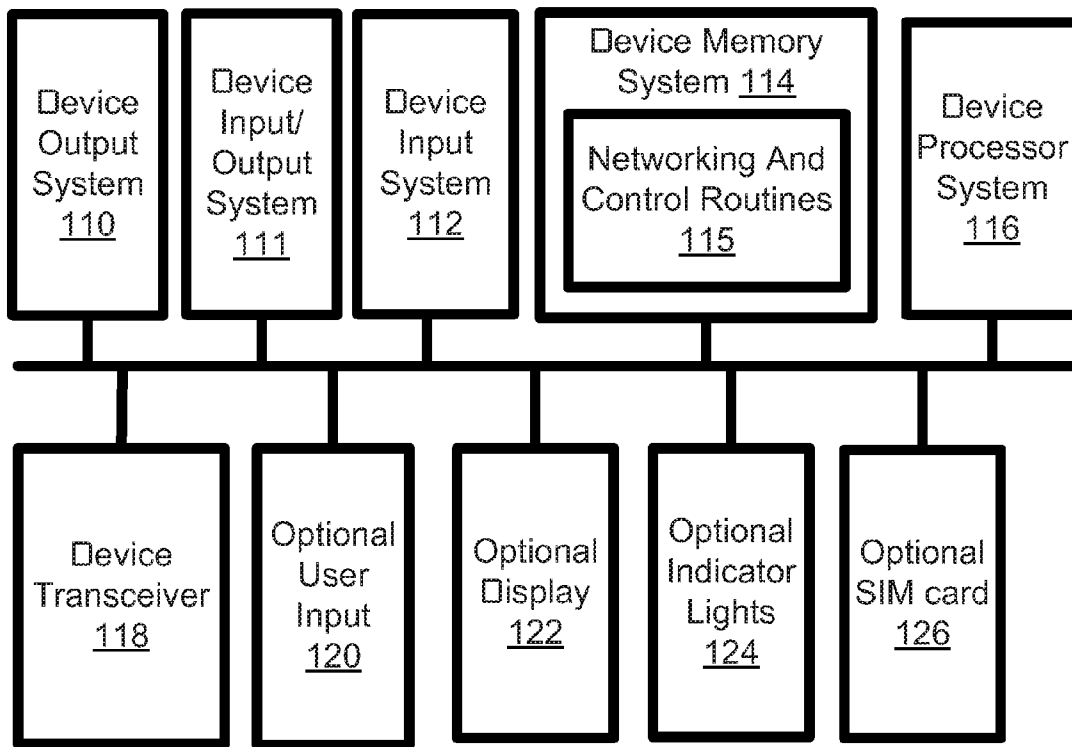 Device
Output
System
110
Device
Input/
Output
System
111
Device
Input
System
112
Device Memory
System 114
Networking And
Control Routines
115
Device
Processor
System
116
Device
Transceiver
118
Optional
User
Input
120
Optional
Display
122
Optional
Indicator
Lights
124
Optional
SIM card
126